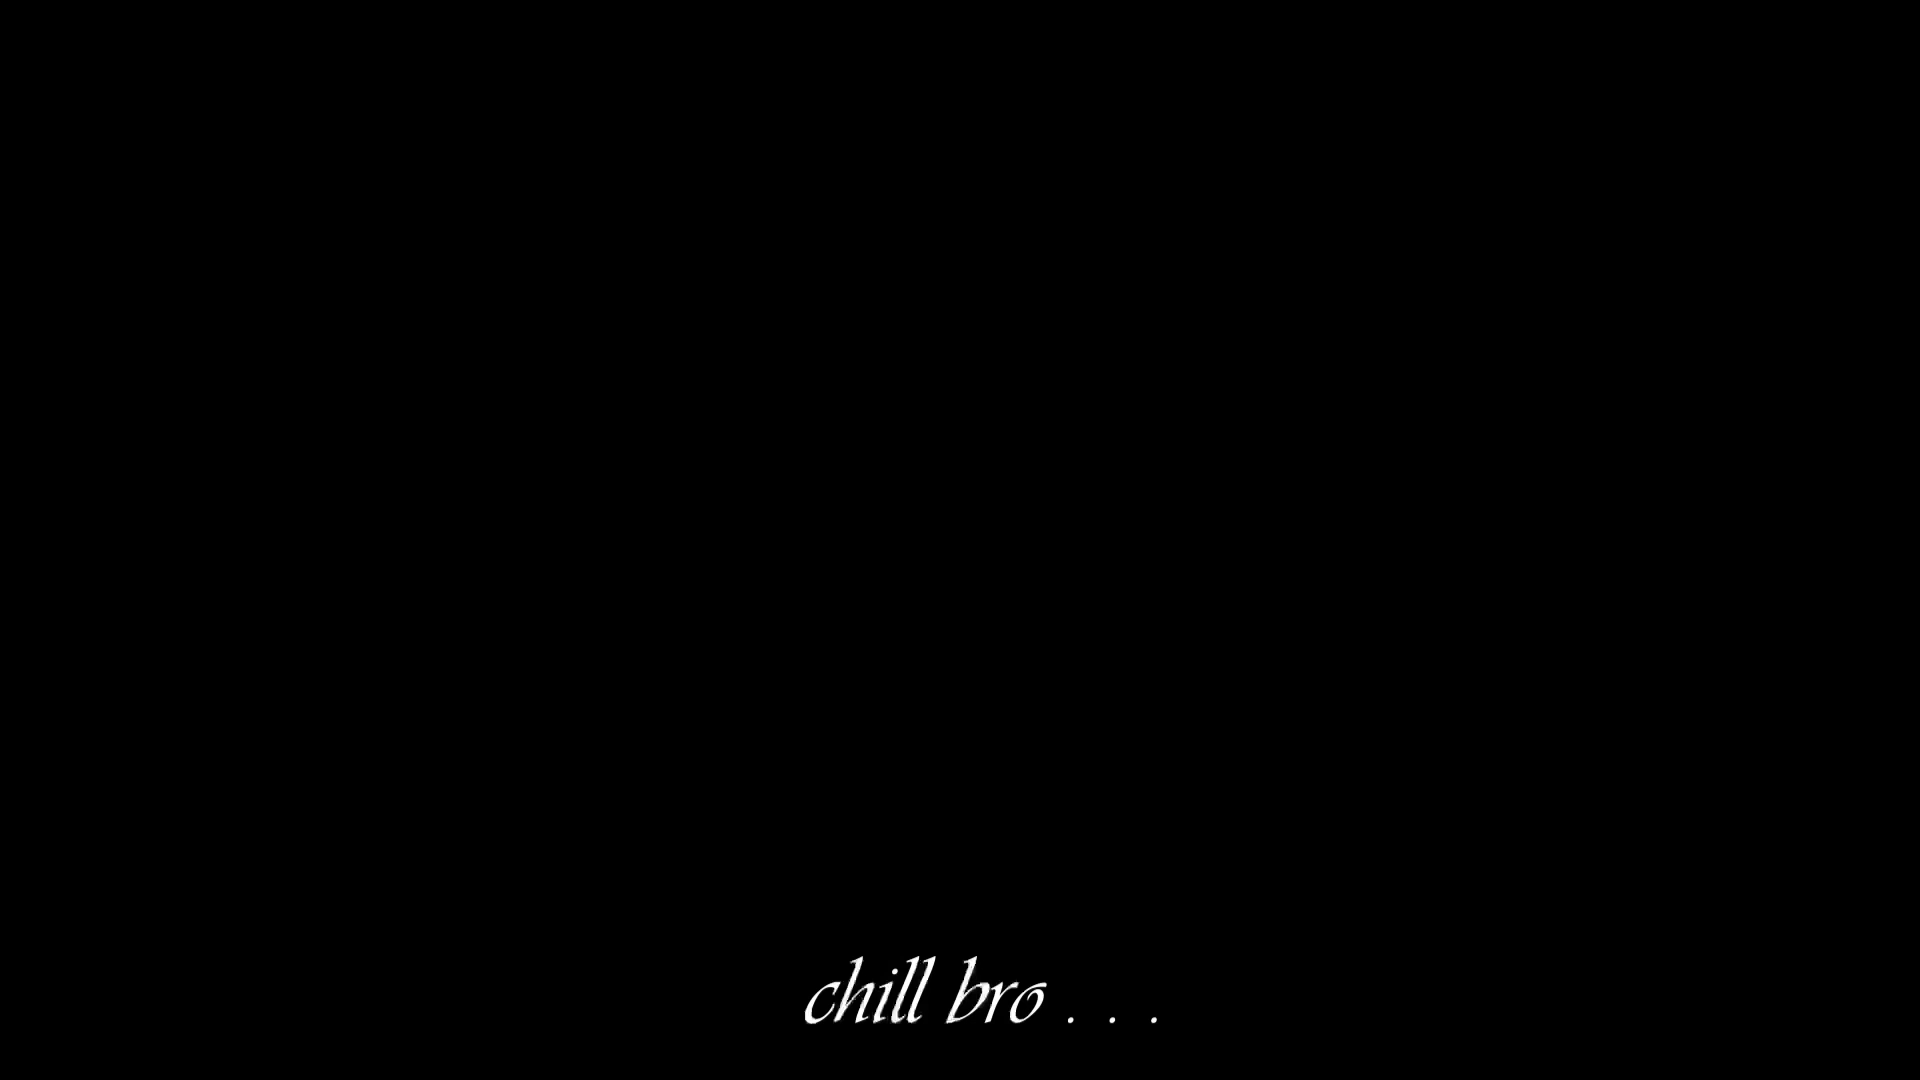 chill bro . . .